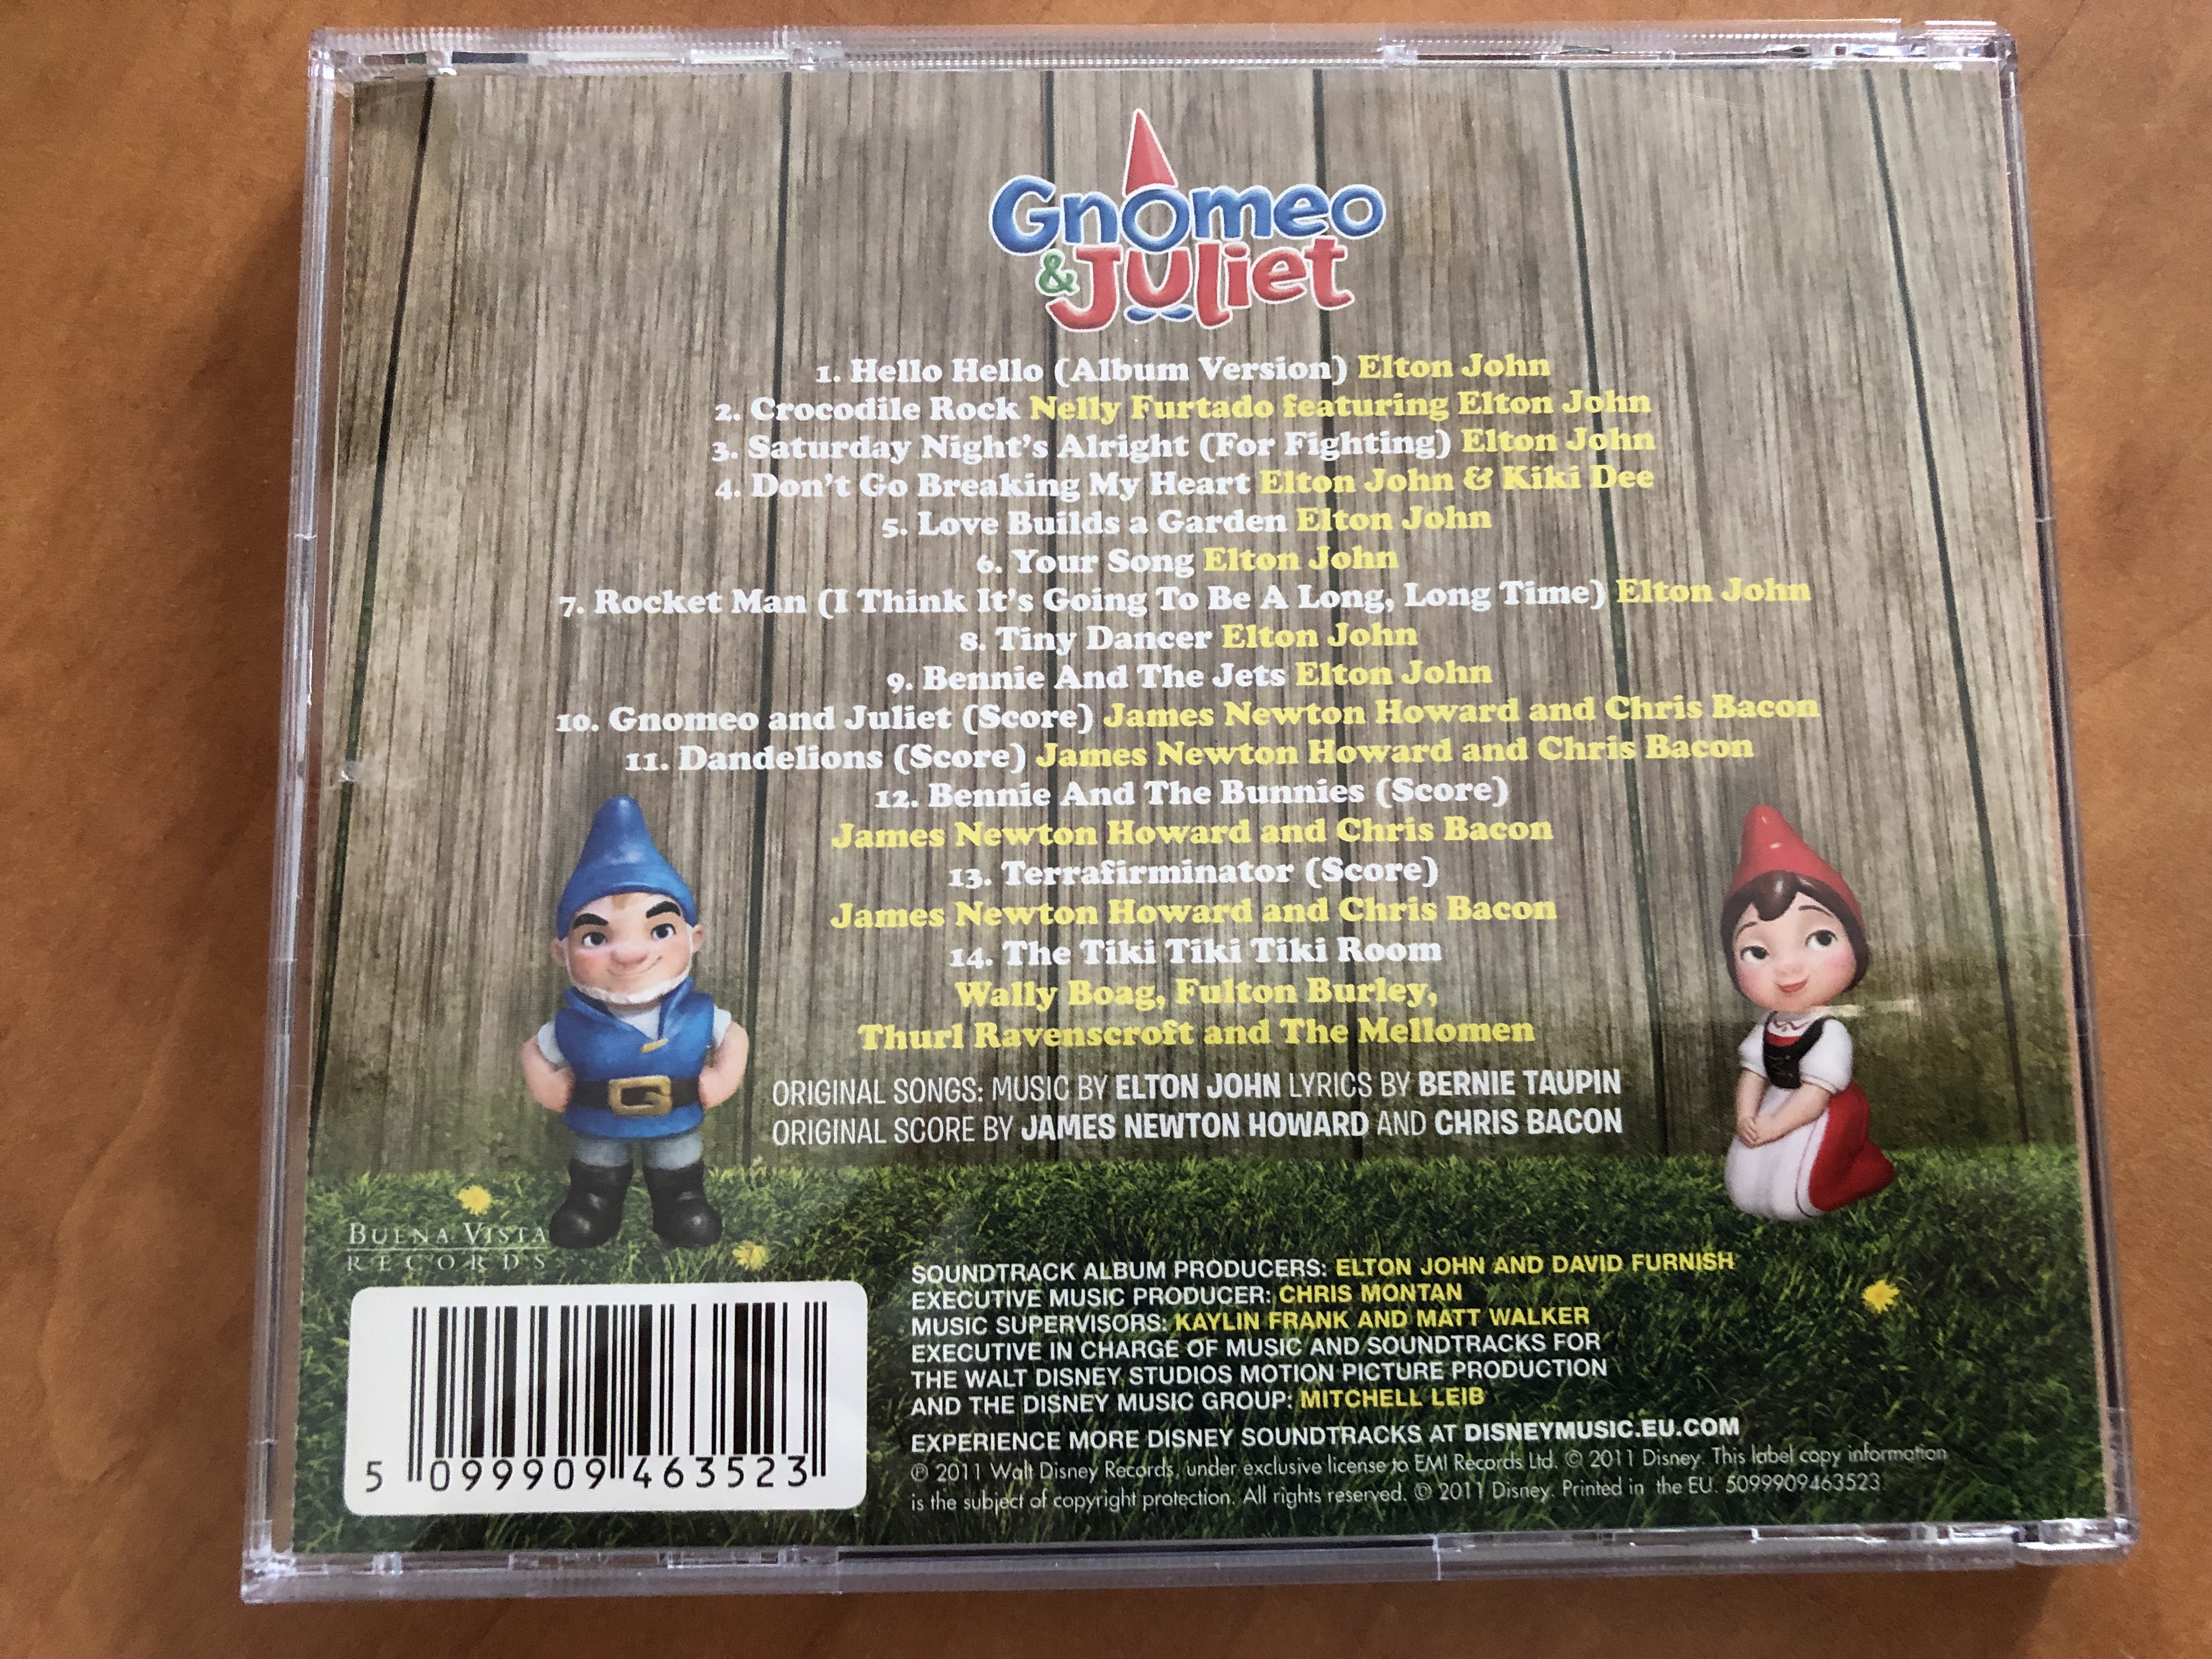 Gnomeo
& Juliet
1. Hello Hello (Album Version) Elton John
2. Crocodile Rock Nelly Furtado featuring Elton John
3. Saturday Night's Alright (For Fighting) Elton John
4. Don't Go Breaking My Heart Elton John & Kiki Dee
5. Love Builds a Garden Elton John
6. Your Song Elton John
7. Rocket Man (I Think It's Going To Be A Long, Long Time) Elton John
8. Tiny Dancer Elton John
9. Bennie And The Jets Elton John
10. Gnomeo and Juliet (Score) James Newton Howard and Chris Bacon
11. Dandelions (Score) James Newton Howard and Chris Bacon
12. Bennie And The Bunnies (Score)
James Newton Howard and Chris Bacon
13. Terrafirminator (Score)
James Newton Howard and Chris Bacon
14. The Tiki Tiki Tiki Room
Wally Boag, Fulton Burley,
Thurl Ravenscroft and The Mellomen
ORIGINAL SONGS: MUSIC BY ELTON JOHN LYRICS BY BERNIE TAUPIN
ORIGINAL SCORE BY JAMES NEWTON HOWARD AND CHRIS BACON
BUENA VISTA
RECORDS
5 099909 463523
SOUNDTRACK ALBUM PRODUCERS: ELTON JOHN AND DAVID FURNISH
EXECUTIVE MUSIC PRODUCER: CHRIS MONTAN
MUSIC SUPERVISORS: KAYLIN FRANK AND MATT WALKER
EXECUTIVE IN CHARGE OF MUSIC AND SOUNDTRACKS FOR
THE WALT DISNEY STUDIOS MOTION PICTURE PRODUCTION
AND THE DISNEY MUSIC GROUP: MITCHELL LEIB
EXPERIENCE MORE DISNEY SOUNDTRACKS AT DISNEYMUSIC.EU.COM
℗ 2011 Walt Disney Records, under exclusive license to EMI Records Ltd. © 2011 Disney. This label copy information
is the subject of copyright protection. All rights reserved. © 2011 Disney. Printed in the EU. 5099909463523